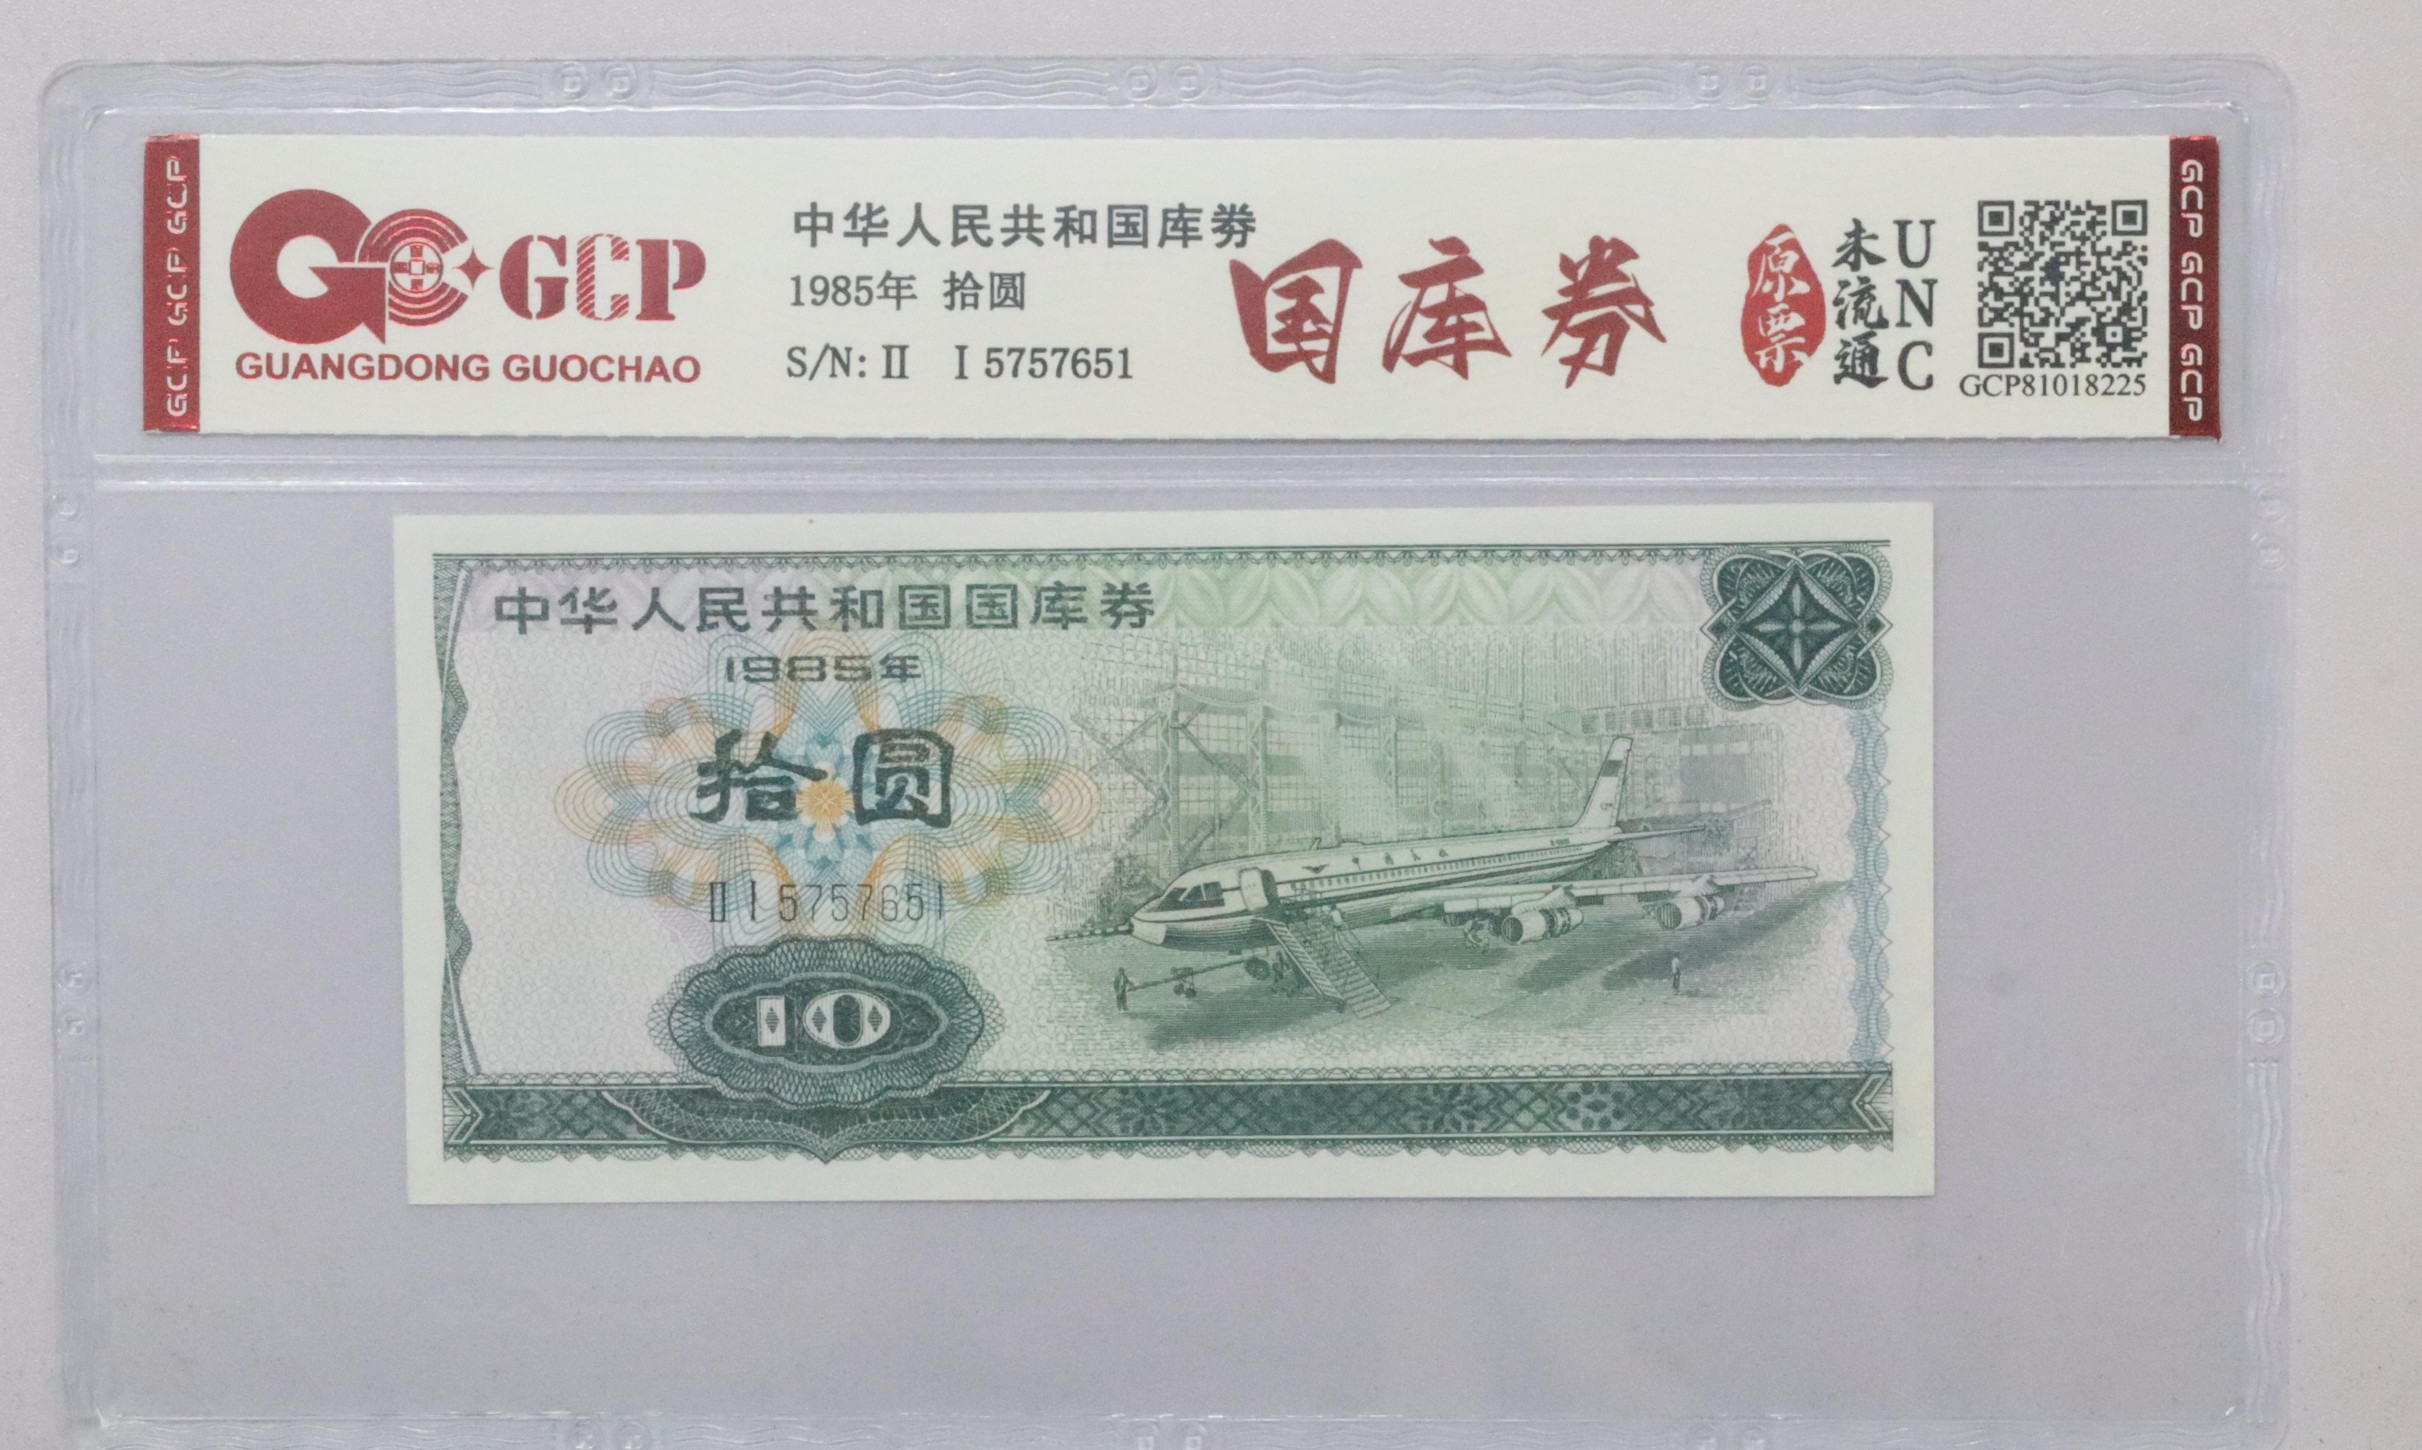 GCP GCP GCP
GCP
GUANGDONG GUOCHAO
中华人民共和国库券
1985年 拾圆
S/N: II I 5757651
国库券
原票
未流通
UNC
GCP81018225
GCP GCP GCP
中华人民共和国国库券
1985年
拾圆
II I 5757651
10